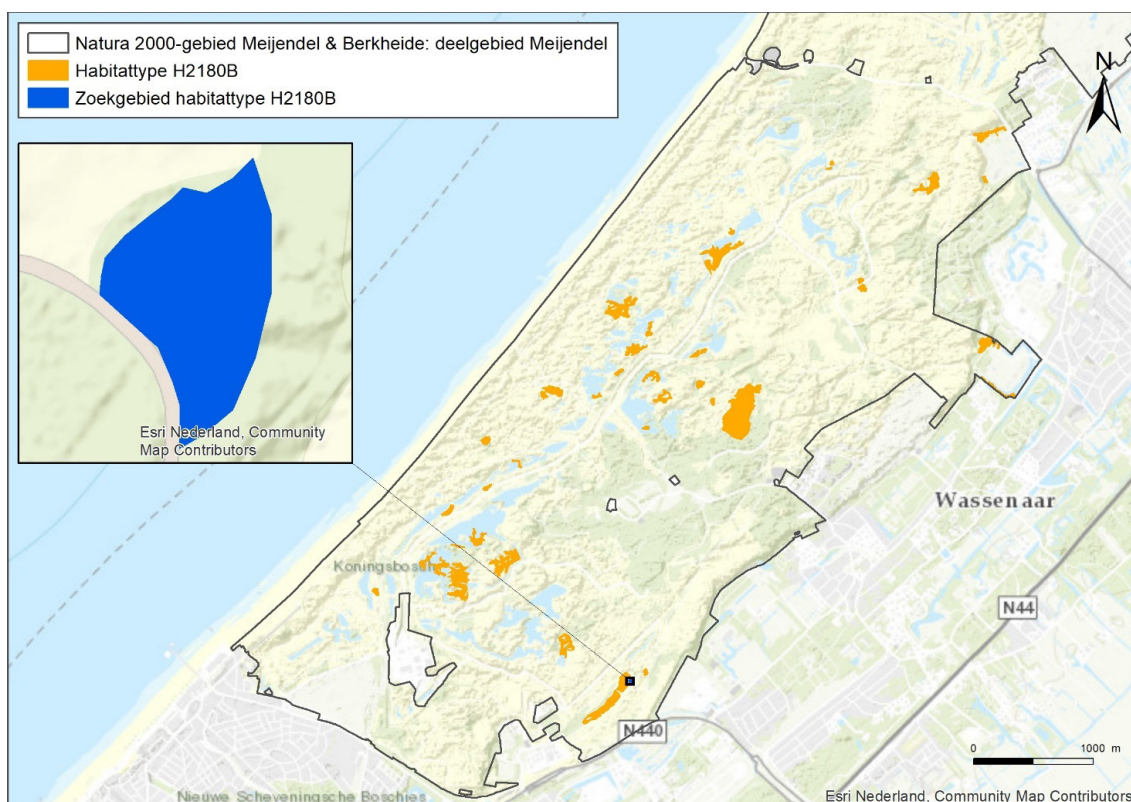 Natura 2000-gebied Meijendel & Berkheide: deelgebied Meijendel
Habitattype H2180B
Zoekgebied habitattype H2180B
N
Esri Nederland, Community
Map Contributors
Wassenaar
Koningsbosch
N44
N440
0 1000 m
Nieuwe Scheveningsche Boschjes
Esri Nederland, Community Map Contributors